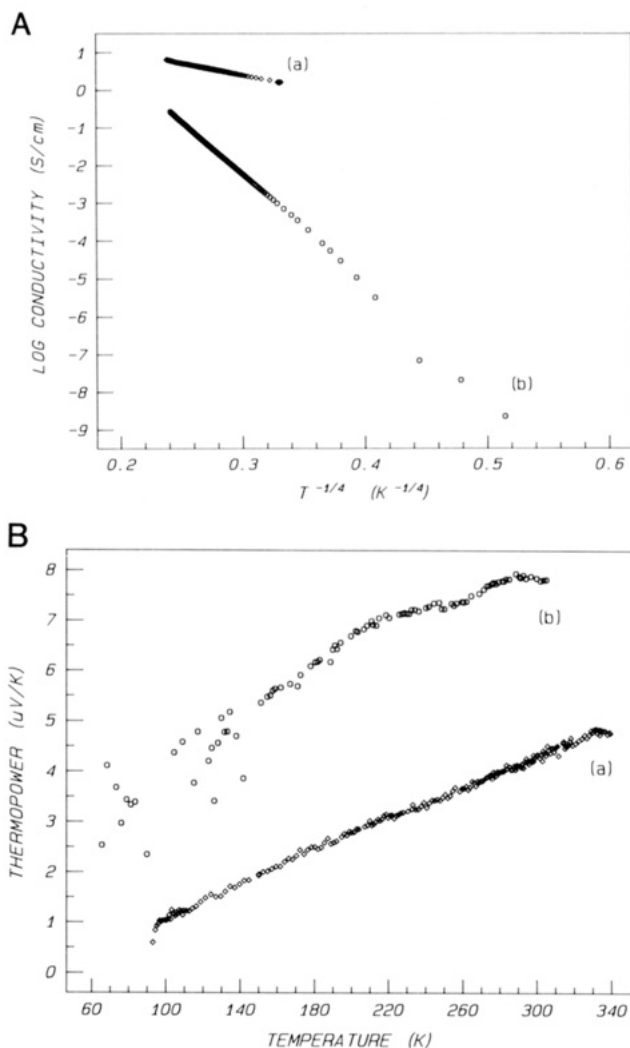 A
1
0
-1
-2
-3
-4
-5
-6
-7
-8
-9
LOG CONDUCTIVITY (S/cm)
(a)
(b)
0.2 0.3 0.4 0.5 0.6
T -1/4 (K -1/4)
B
8
7
6
5
4
3
2
1
0
THERMOPOWER (uV/K)
(b)
(a)
60 100 140 180 220 260 300 340
TEMPERATURE (K)